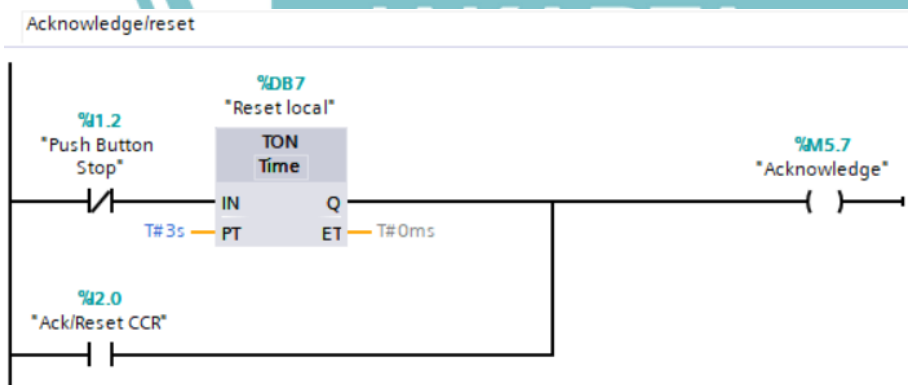 Acknowledge/reset
%DB7
"Reset local"
%I1.2
"Push Button
Stop"
TON
Time
%M5.7
"Acknowledge"
IN
Q
T#3s
PT
ET
T#0ms
%I2.0
"Ack/Reset CCR"